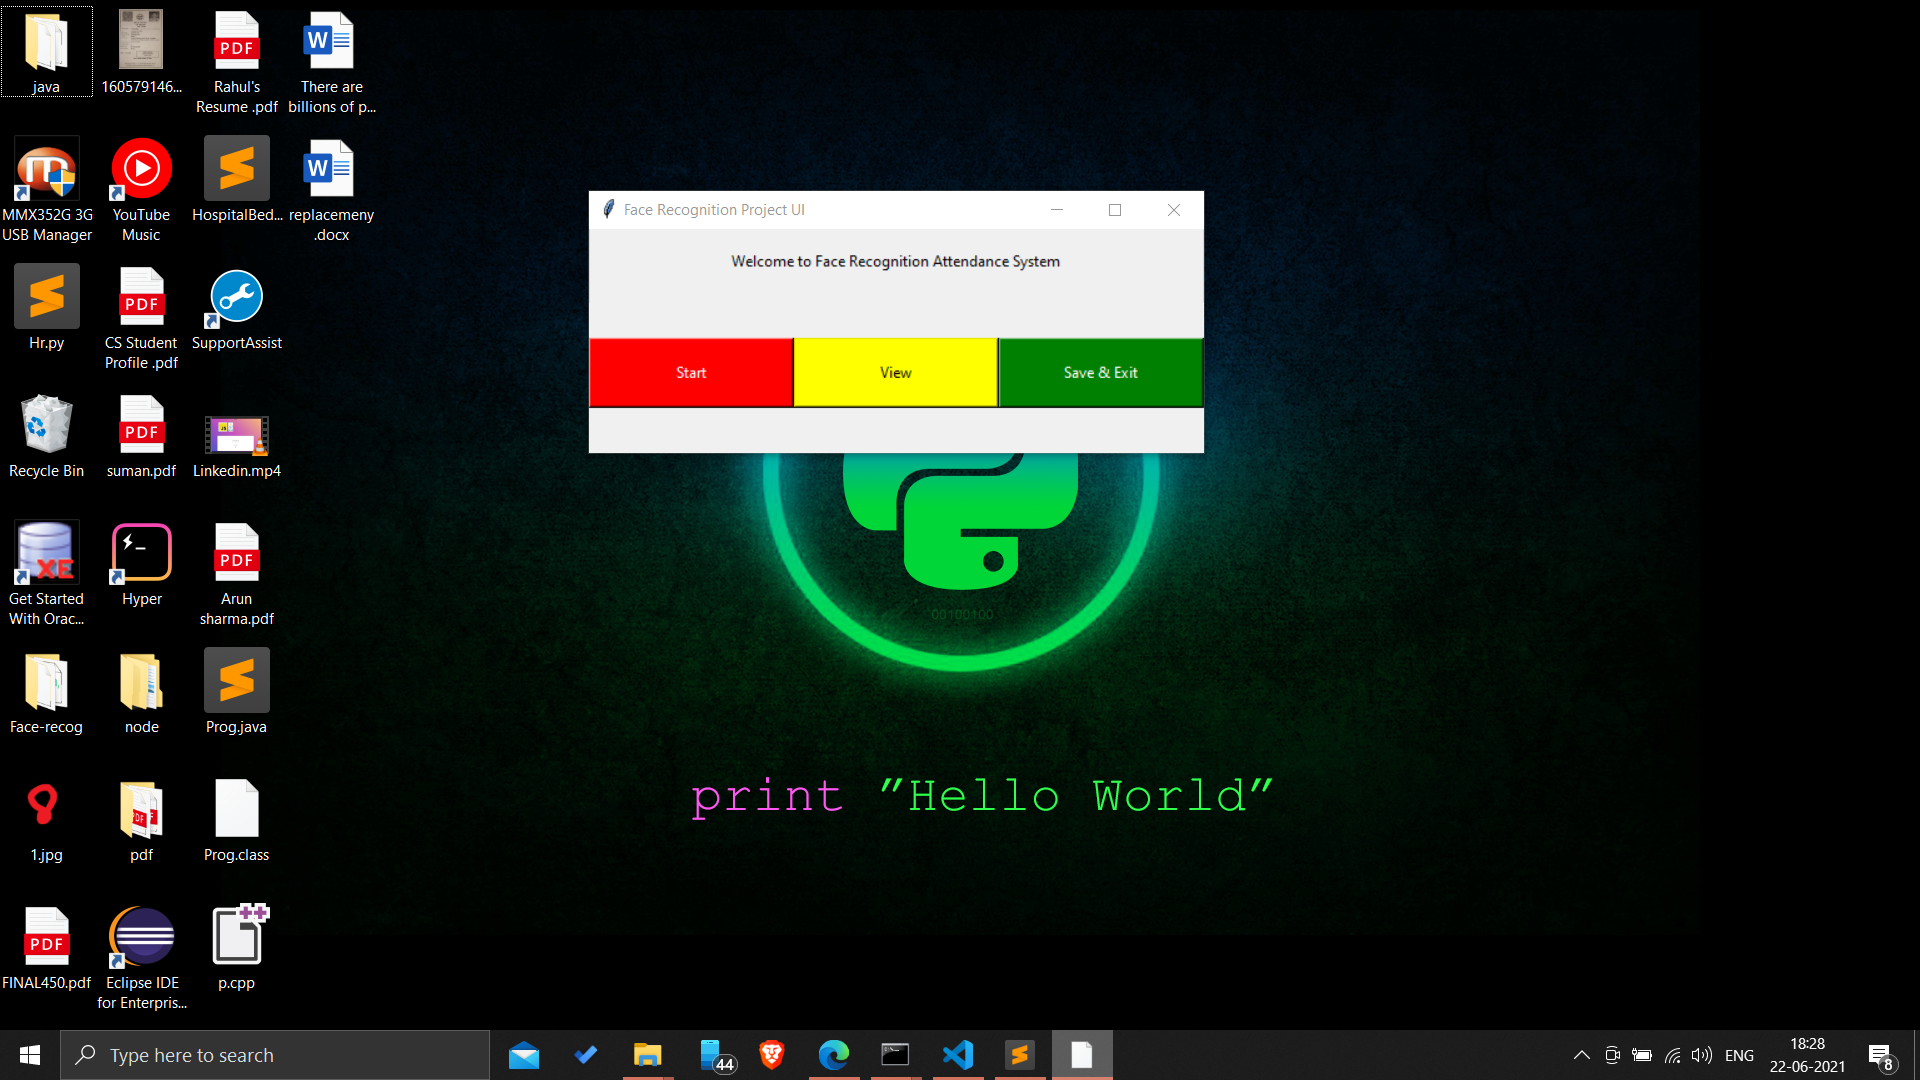 java
160579146...
PDF
Rahul's
Resume .pdf
W
There are
billions of p...
MMX352G 3G
USB Manager
YouTube
Music
HospitalBed...
W
replacemeny
.docx
Hr.py
PDF
CS Student
Profile .pdf
SupportAssist
Recycle Bin
PDF
suman.pdf
Linkedin.mp4
XE
Get Started
With Orac...
Hyper
PDF
Arun
sharma.pdf
Face-recog
node
Prog.java
1.jpg
PDF
pdf
Prog.class
PDF
FINAL450.pdf
Eclipse IDE
for Enterpris...
p.cpp
Face Recognition Project UI
Welcome to Face Recognition Attendance System
Start
View
Save & Exit
00100100
print "Hello World"
Type here to search
44
ENG
18:28
22-06-2021
8